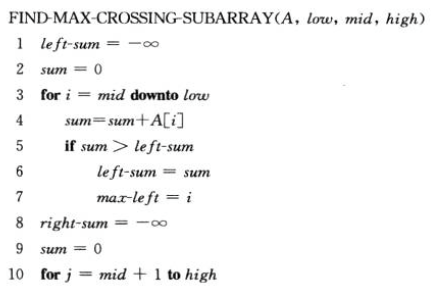 FIND-MAX-CROSSING-SUBARRAY(A, low, mid, high)
1 left-sum = -∞
2 sum = 0
3 for i = mid downto low
4 sum=sum+A[i]
5 if sum > left-sum
6 left-sum = sum
7 max-left = i
8 right-sum = -∞
9 sum = 0
10 for j = mid + 1 to high